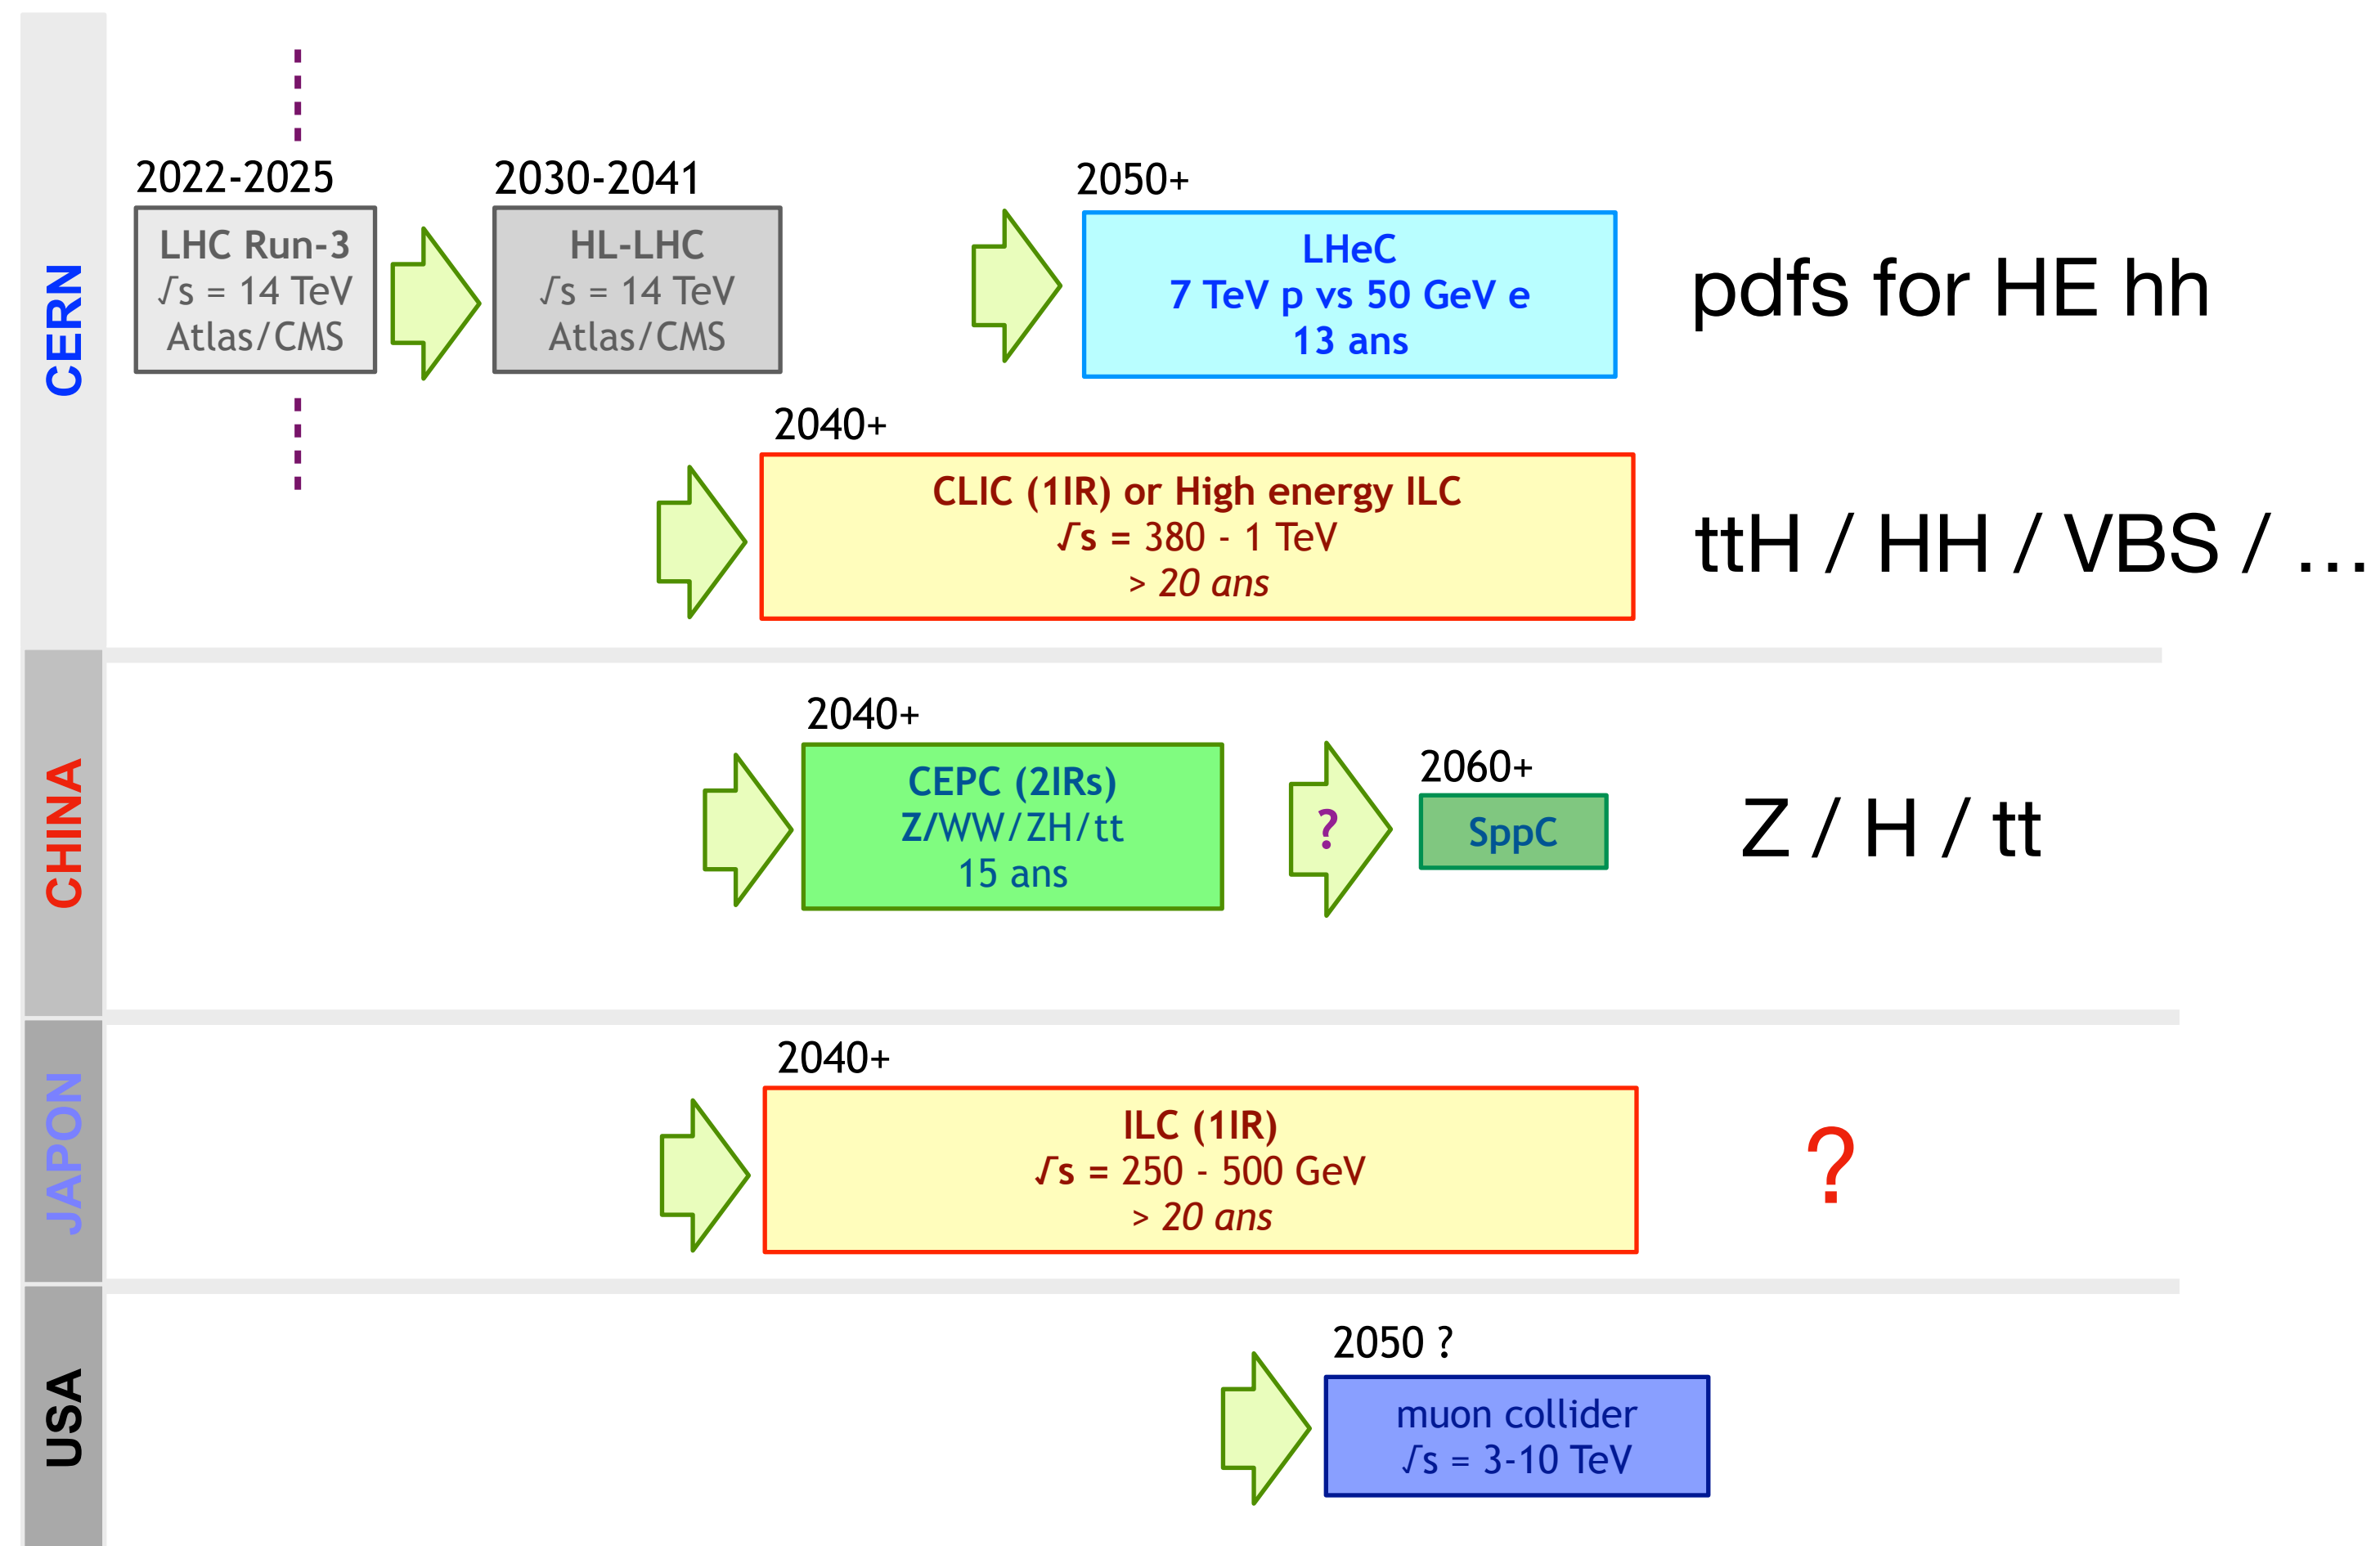 CERN
2022-2025
LHC Run-3
√s = 14 TeV
Atlas/CMS
2030-2041
HL-LHC
√s = 14 TeV
Atlas/CMS
2050+
LHeC
7 TeV p vs 50 GeV e
13 ans
pdfs for HE hh
2040+
CLIC (1IR) or High energy ILC
√s = 380 - 1 TeV
> 20 ans
ttH / HH / VBS / ...
CHINA
2040+
CEPC (2IRs)
Z/WW/ZH/tt
15 ans
?
2060+
SppC
Z / H / tt
JAPON
2040+
ILC (1IR)
√s = 250 - 500 GeV
> 20 ans
?
USA
2050 ?
muon collider
√s = 3-10 TeV